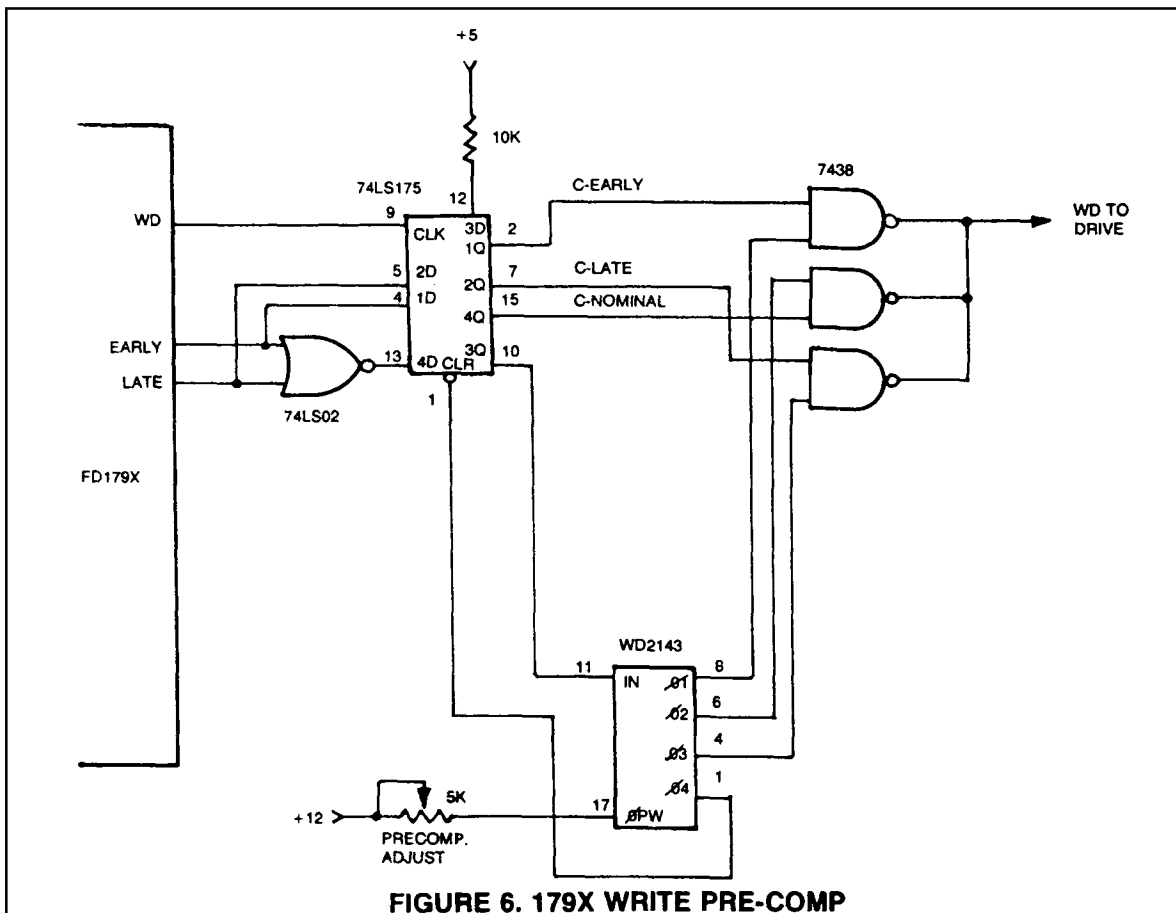 +5
10K
74LS175
7438
12
C-EARLY
WD
9
CLK
3D
1Q
2
WD TO
DRIVE
5
2D
7
C-LATE
4
1D
2Q
15
C-NOMINAL
4Q
EARLY
3Q
10
13
4D
CLR
LATE
1
74LS02
FD179X
WD2143
11
IN
Ø1
8
Ø2
6
Ø3
4
Ø4
1
5K
17
+12
ØPW
PRECOMP.
ADJUST
FIGURE 6. 179X WRITE PRE-COMP